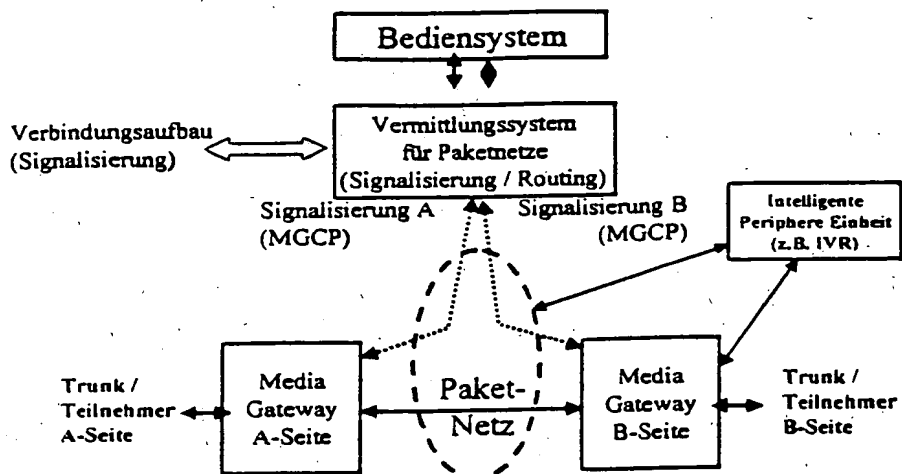 Bediensystem
Verbindungsaufbau
(Signalisierung)
Vermittlungssystem
für Paketnetze
(Signalisierung / Routing)
Signalisierung A
(MGCP)
Signalisierung B
(MGCP)
Intelligente
Periphere Einheit
(z.B. IVR)
Trunk /
Teilnehmer
A-Seite
Media
Gateway
A-Seite
Paket-
Netz
Media
Gateway
B-Seite
Trunk /
Teilnehmer
B-Seite